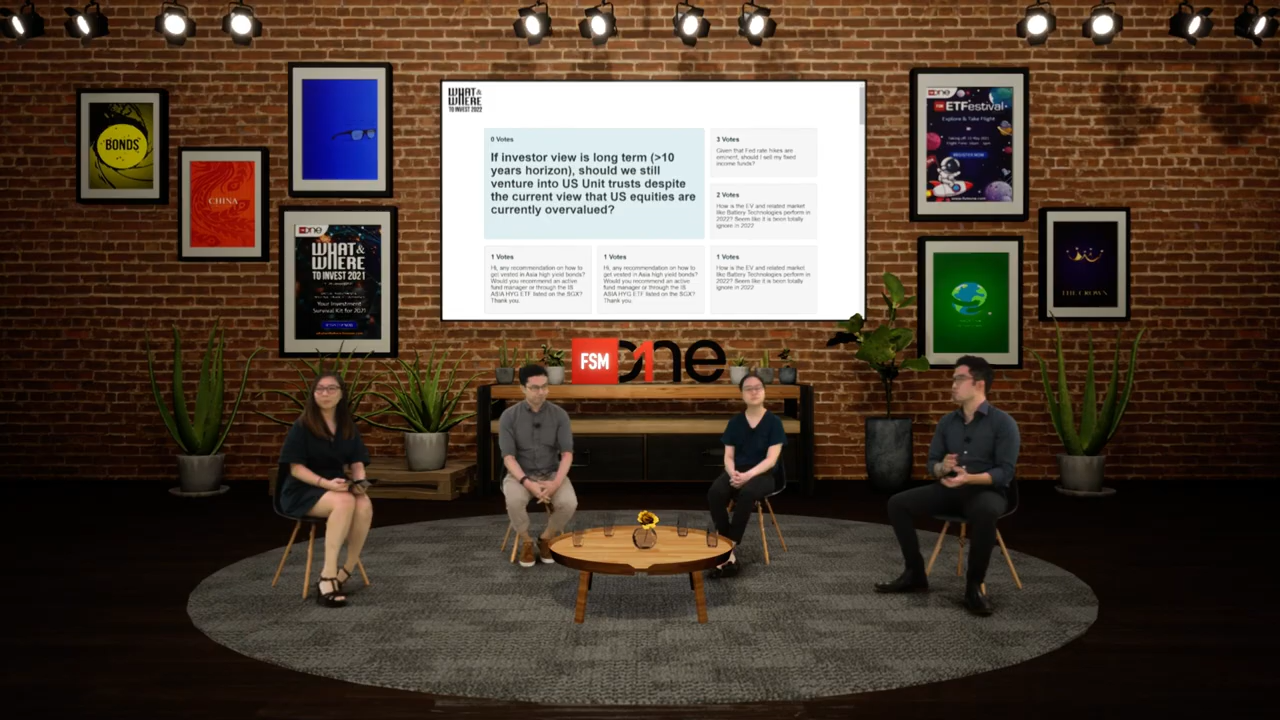 BONDS
CHINA
ONE
WHAT&
WHERE
TO INVEST 2021
Your Investment
Survival Kit for 2021
WHAT&
WHERE
TO INVEST 2022
0 Votes
If investor view is long term (>10
years horizon), should we still
venture into US Unit trusts despite
the current view that US equities are
currently overvalued?
3 Votes
Given that Fed rate hikes are
eminent, should I sell my fixed
income funds?
2 Votes
How is the EV and related market
like Battery Technologies perform in
2022? Seem like it is been totally
ignore in 2022
1 Votes
Hi, any recommendation on how to
get vested in Asia high yield bonds?
Would you recommend an active
fund manager or through the IS
ASIA HYG ETF listed on the SGX?
Thank you.
1 Votes
Hi, any recommendation on how to
get vested in Asia high yield bonds?
Would you recommend an active
fund manager or through the IS
ASIA HYG ETF listed on the SGX?
Thank you.
1 Votes
How is the EV and related market
like Battery Technologies perform in
2022? Seem like it is been totally
ignore in 2022
FSM one
one
FSM ETFestival
Explore & Take Flight
REGISTER NOW
THE CROWN